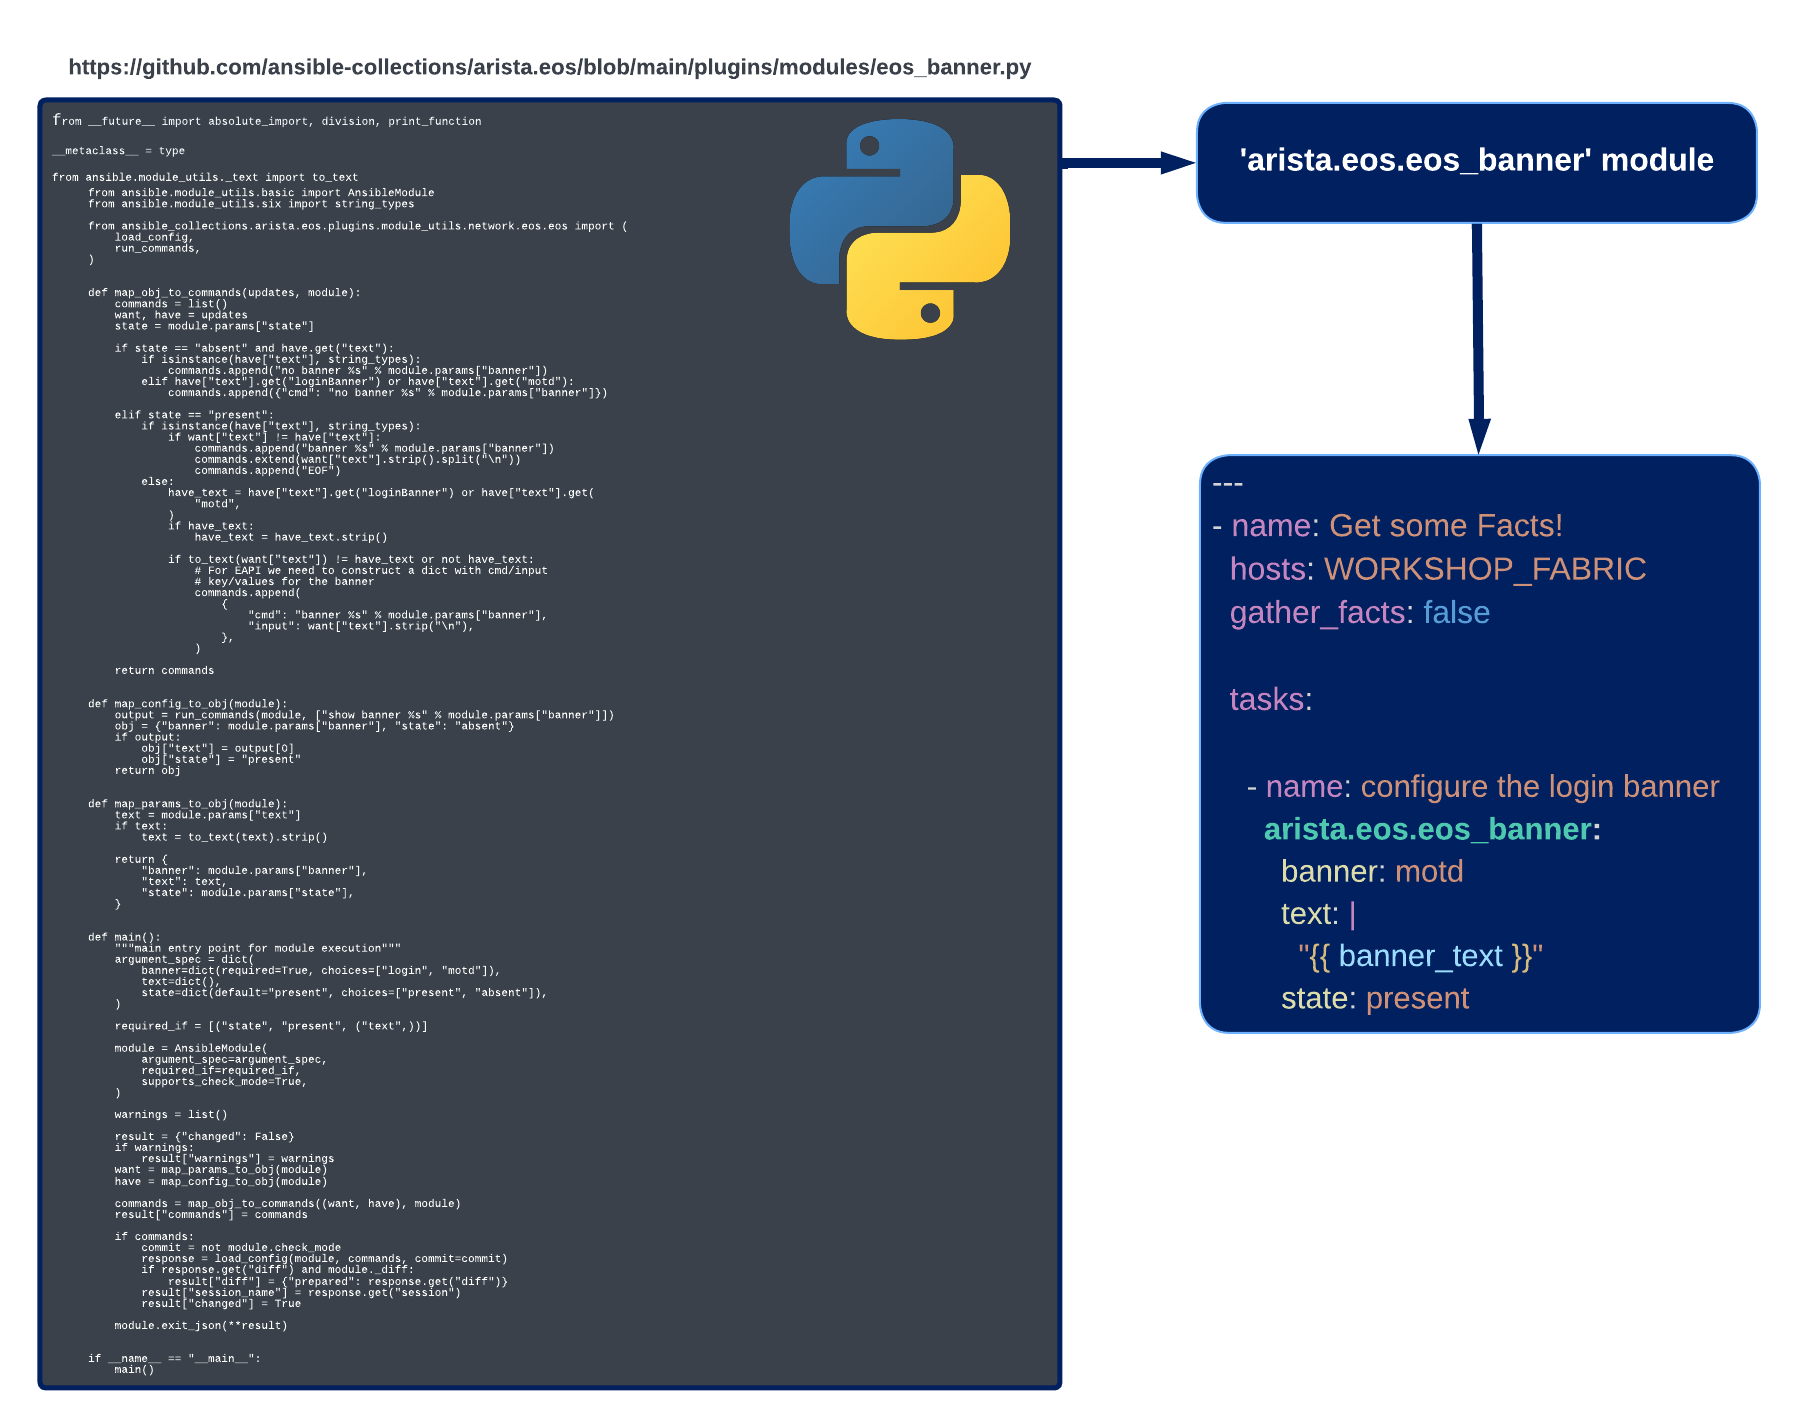 https://github.com/ansible-collections/arista.eos/blob/main/plugins/modules/eos_banner.py
from __future__ import absolute_import, division, print_function
__metaclass__ = type
from ansible.module_utils._text import to_text
from ansible.module_utils.basic import AnsibleModule
from ansible.module_utils.six import string_types
from ansible_collections.arista.eos.plugins.module_utils.network.eos.eos import (
load_config,
run_commands,
)
def map_obj_to_commands(updates, module):
commands = list()
want, have = updates
state = module.params["state"]
if state == "absent" and have.get("text"):
if isinstance(have["text"], string_types):
commands.append("no banner %s" % module.params["banner"])
elif have["text"].get("loginBanner") or have["text"].get("motd"):
commands.append({"cmd": "no banner %s" % module.params["banner"]})
elif state == "present":
if isinstance(have["text"], string_types):
if want["text"] != have["text"]:
commands.append("banner %s" % module.params["banner"])
commands.extend(want["text"].strip().split("\n"))
commands.append("EOF")
else:
have_text = have["text"].get("loginBanner") or have["text"].get(
"motd",
)
if have_text:
have_text = have_text.strip()
if to_text(want["text"]) != have_text or not have_text:
# For EAPI we need to construct a dict with cmd/input
# key/values for the banner
commands.append(
{
"cmd": "banner %s" % module.params["banner"],
"input": want["text"].strip("\n"),
},
)
return commands
def map_config_to_obj(module):
output = run_commands(module, ["show banner %s" % module.params["banner"]])
obj = {"banner": module.params["banner"], "state": "absent"}
if output:
obj["text"] = output[0]
obj["state"] = "present"
return obj
def map_params_to_obj(module):
text = module.params["text"]
if text:
text = to_text(text).strip()
return {
"banner": module.params["banner"],
"text": text,
"state": module.params["state"],
}
def main():
"""main entry point for module execution"""
argument_spec = dict(
banner=dict(required=True, choices=["login", "motd"]),
text=dict(),
state=dict(default="present", choices=["present", "absent"]),
)
required_if = [("state", "present", ("text",))]
module = AnsibleModule(
argument_spec=argument_spec,
required_if=required_if,
supports_check_mode=True,
)
warnings = list()
result = {"changed": False}
if warnings:
result["warnings"] = warnings
want = map_params_to_obj(module)
have = map_config_to_obj(module)
commands = map_obj_to_commands((want, have), module)
result["commands"] = commands
if commands:
commit = not module.check_mode
response = load_config(module, commands, commit=commit)
if response.get("diff") and module._diff:
result["diff"] = {"prepared": response.get("diff")}
result["session_name"] = response.get("session")
result["changed"] = True
module.exit_json(**result)
if __name__ == "__main__":
main()
'arista.eos.eos_banner' module
---
- name: Get some Facts!
hosts: WORKSHOP_FABRIC
gather_facts: false
tasks:
- name: configure the login banner
arista.eos.eos_banner:
banner: motd
text: |
"{{ banner_text }}"
state: present